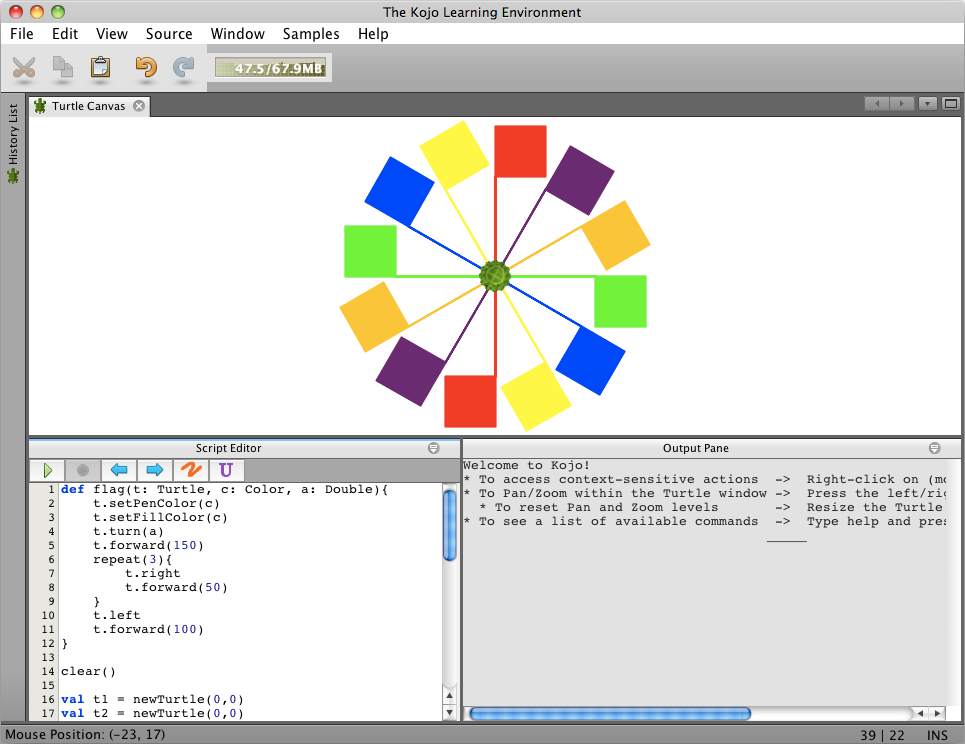 The Kojo Learning Environment
File Edit View Source Window Samples Help
47.5/67.9MB
History List
Turtle Canvas
Script Editor
1 def flag(t: Turtle, c: Color, a: Double){
2 t.setPenColor(c)
3 t.setFillColor(c)
4 t.turn(a)
5 t.forward(150)
6 repeat(3){
7 t.right
8 t.forward(50)
9 }
10 t.left
11 t.forward(100)
12 }
13
14 clear()
15
16 val t1 = newTurtle(0,0)
17 val t2 = newTurtle(0,0)
Output Pane
Welcome to Kojo!
* To access context-sensitive actions -> Right-click on (mo
* To Pan/Zoom within the Turtle window -> Press the left/rig
* To reset Pan and Zoom levels -> Resize the Turtle
* To see a list of available commands -> Type help and pres
Mouse Position: (-23, 17)
39 | 22 INS